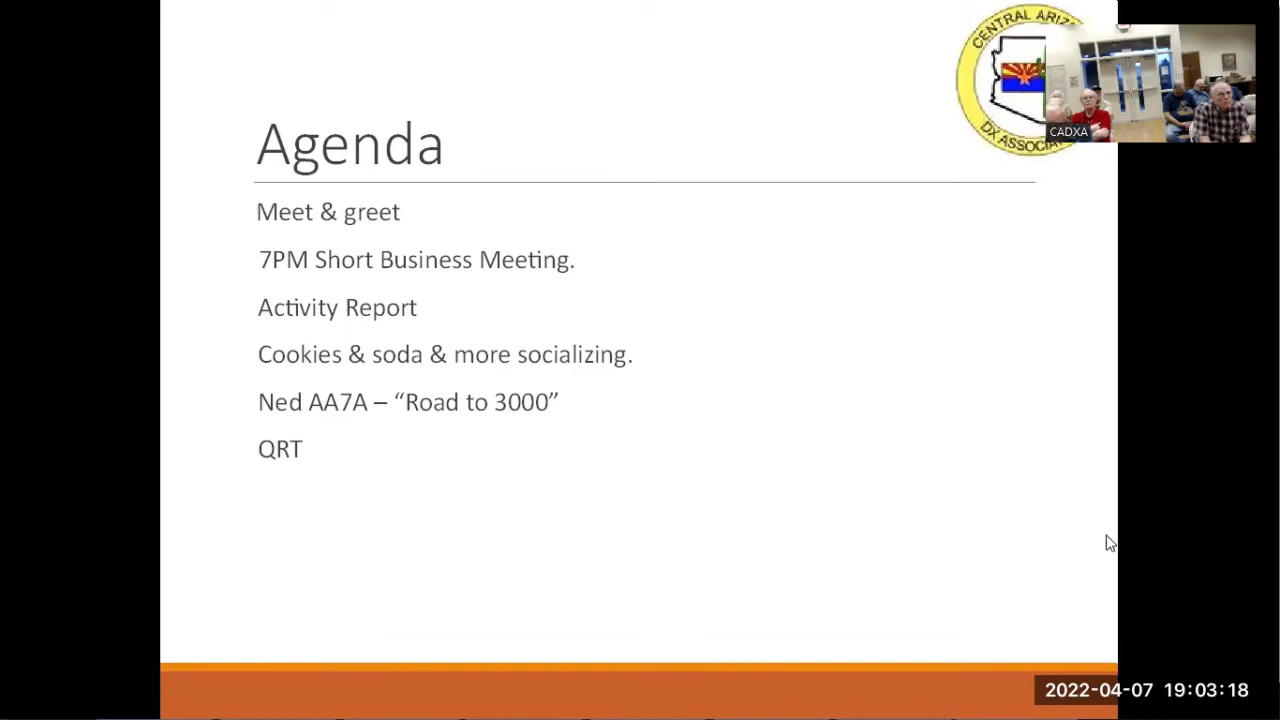 CENTRAL ARIZ
DX ASSOCIA
CADXA
Agenda
Meet & greet
7PM Short Business Meeting.
Activity Report
Cookies & soda & more socializing.
Ned AA7A – “Road to 3000”
QRT
2022-04-07 19:03:18